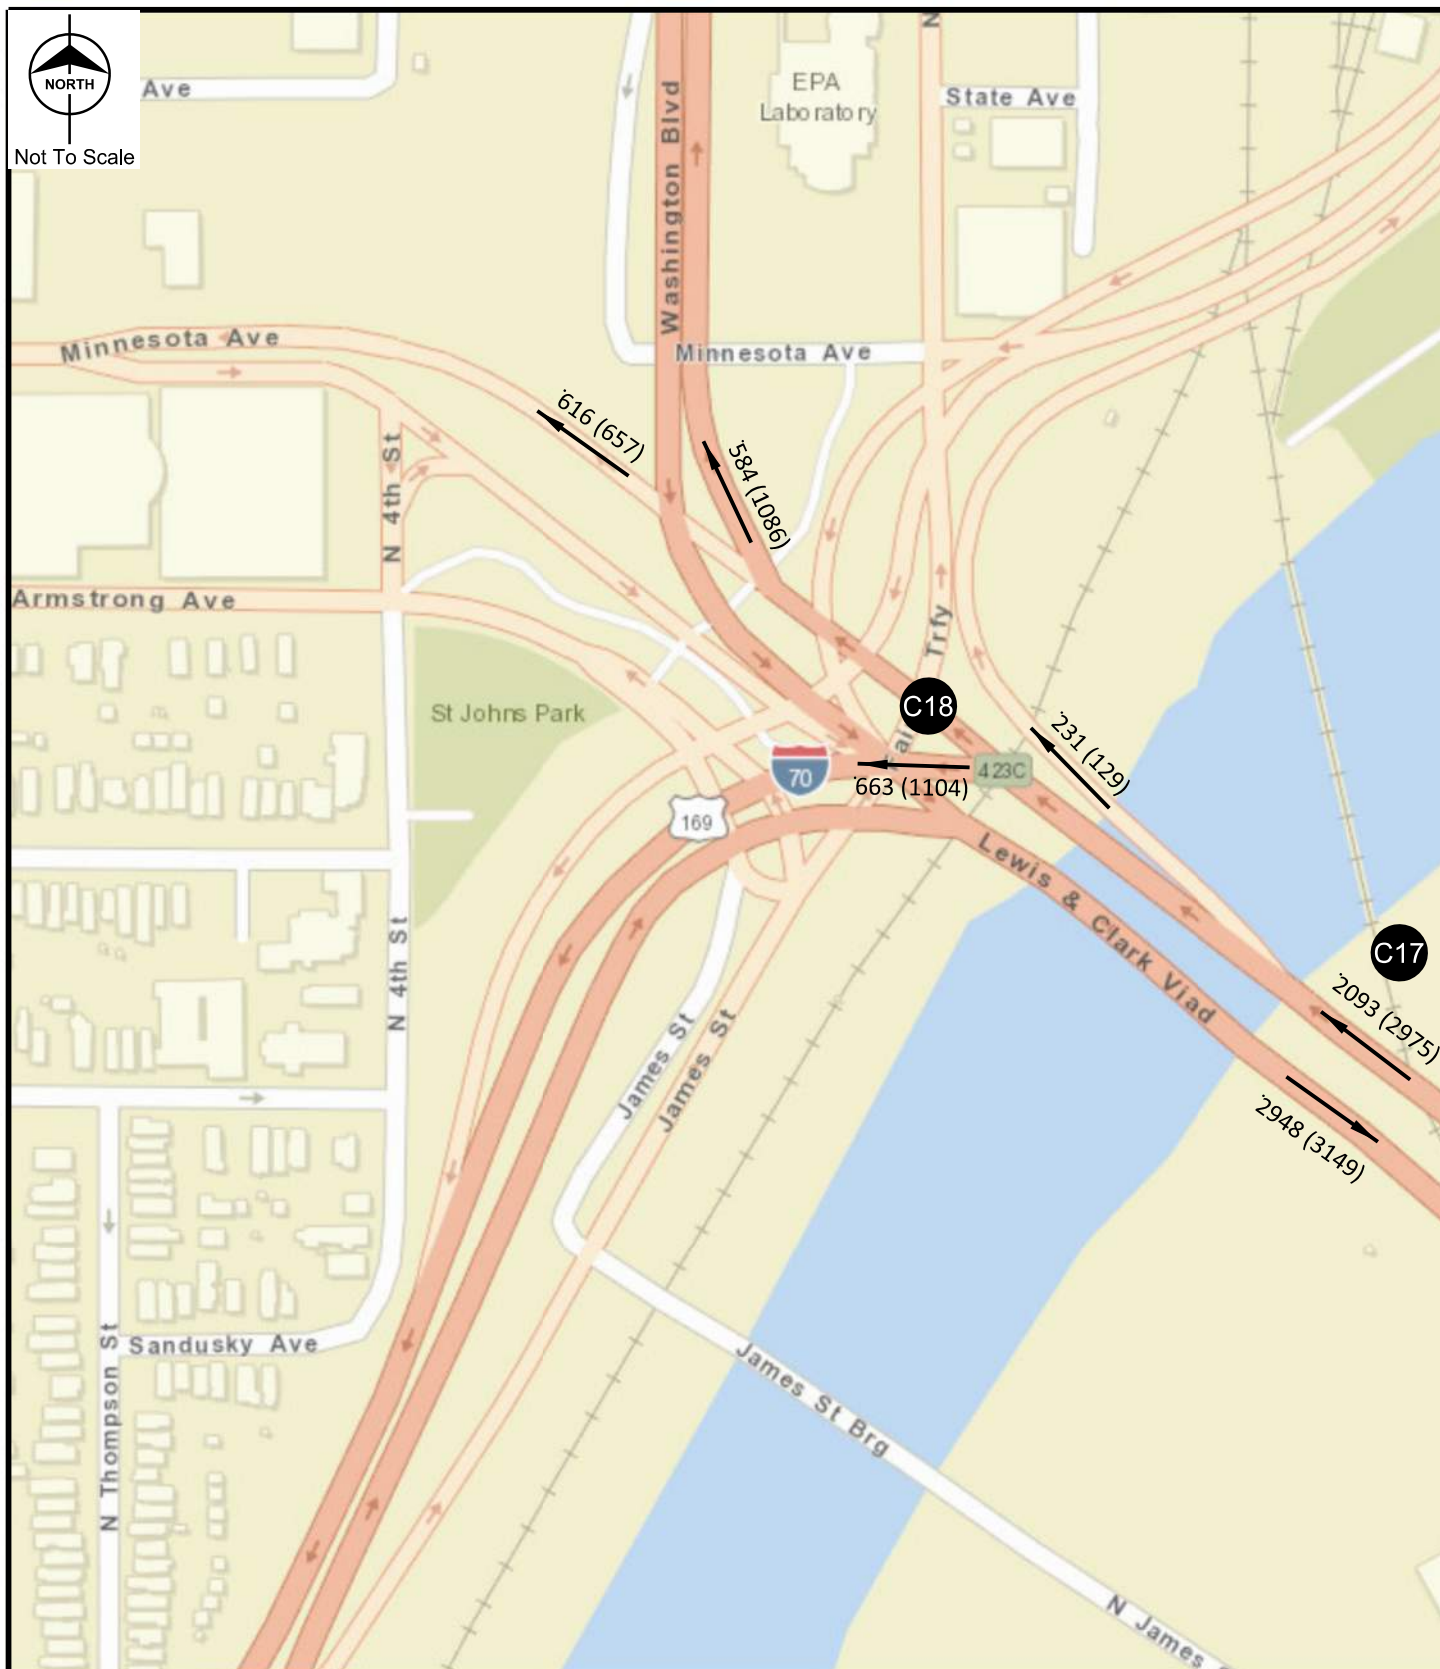 NORTH
Not To Scale
Ave
EPA
Laboratory
N
State Ave
Washington Blvd
Minnesota Ave
Minnesota Ave
616 (657)
584 (1086)
N 4th St
Armstrong Ave
Trfy
St Johns Park
C18
231 (129)
70
423C
663 (1104)
169
Lewis & Clark Viad
C17
N 4th St
2093 (2975)
James St
James St
2948 (3149)
Sandusky Ave
N Thompson St
James St Brg
N James